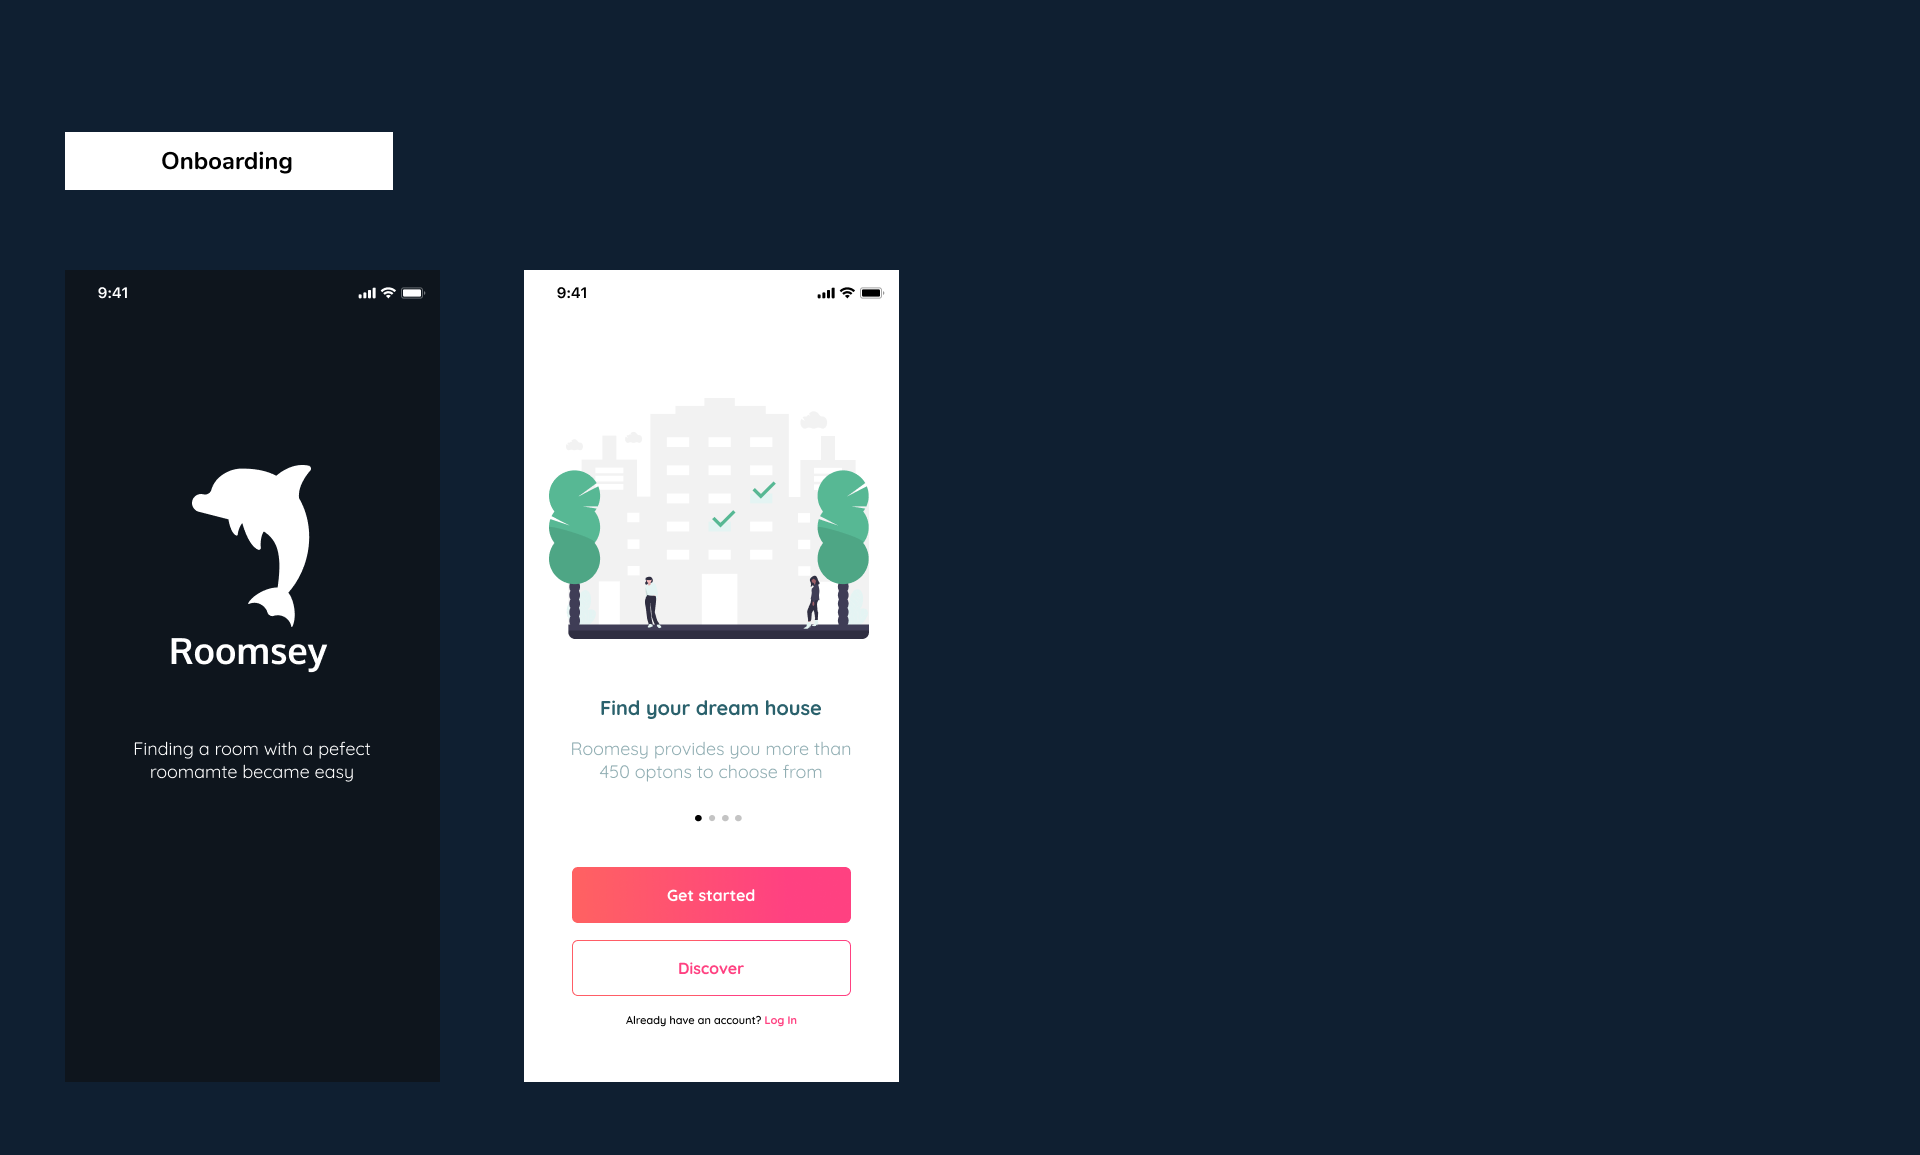 Onboarding
9:41
Roomsey
Finding a room with a pefect
roomamte became easy
9:41
Find your dream house
Roomesy provides you more than
450 optons to choose from
Get started
Discover
Already have an account? Log In